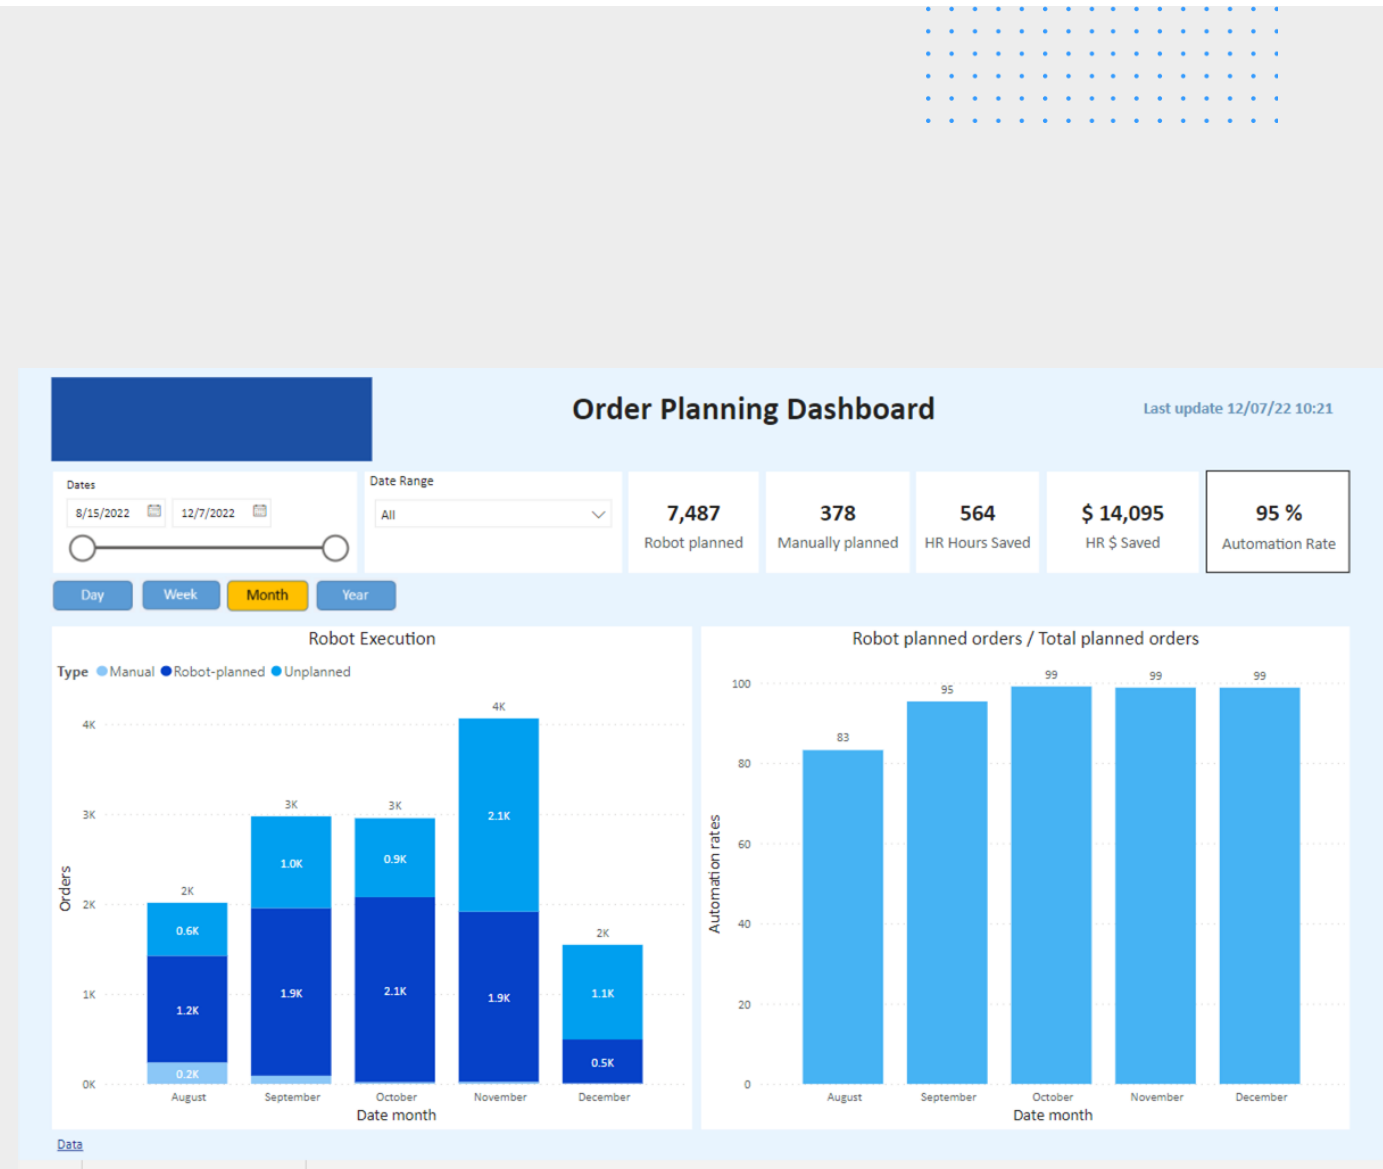 Order Planning Dashboard
Last update 12/07/22 10:21
Dates
8/15/2022
12/7/2022
Date Range
All
7,487
Robot planned
378
Manually planned
564
HR Hours Saved
$ 14,095
HR $ Saved
95 %
Automation Rate
Day
Week
Month
Year
Robot Execution
Type Manual Robot-planned Unplanned
Orders
4K
3K
2K
1K
0K
2K
0.6K
1.2K
0.2K
3K
1.0K
1.9K
3K
0.9K
2.1K
4K
2.1K
1.9K
2K
1.1K
0.5K
August
September
October
November
December
Date month
Robot planned orders / Total planned orders
Automation rates
100
80
60
40
20
0
83
95
99
99
99
August
September
October
November
December
Date month
Data